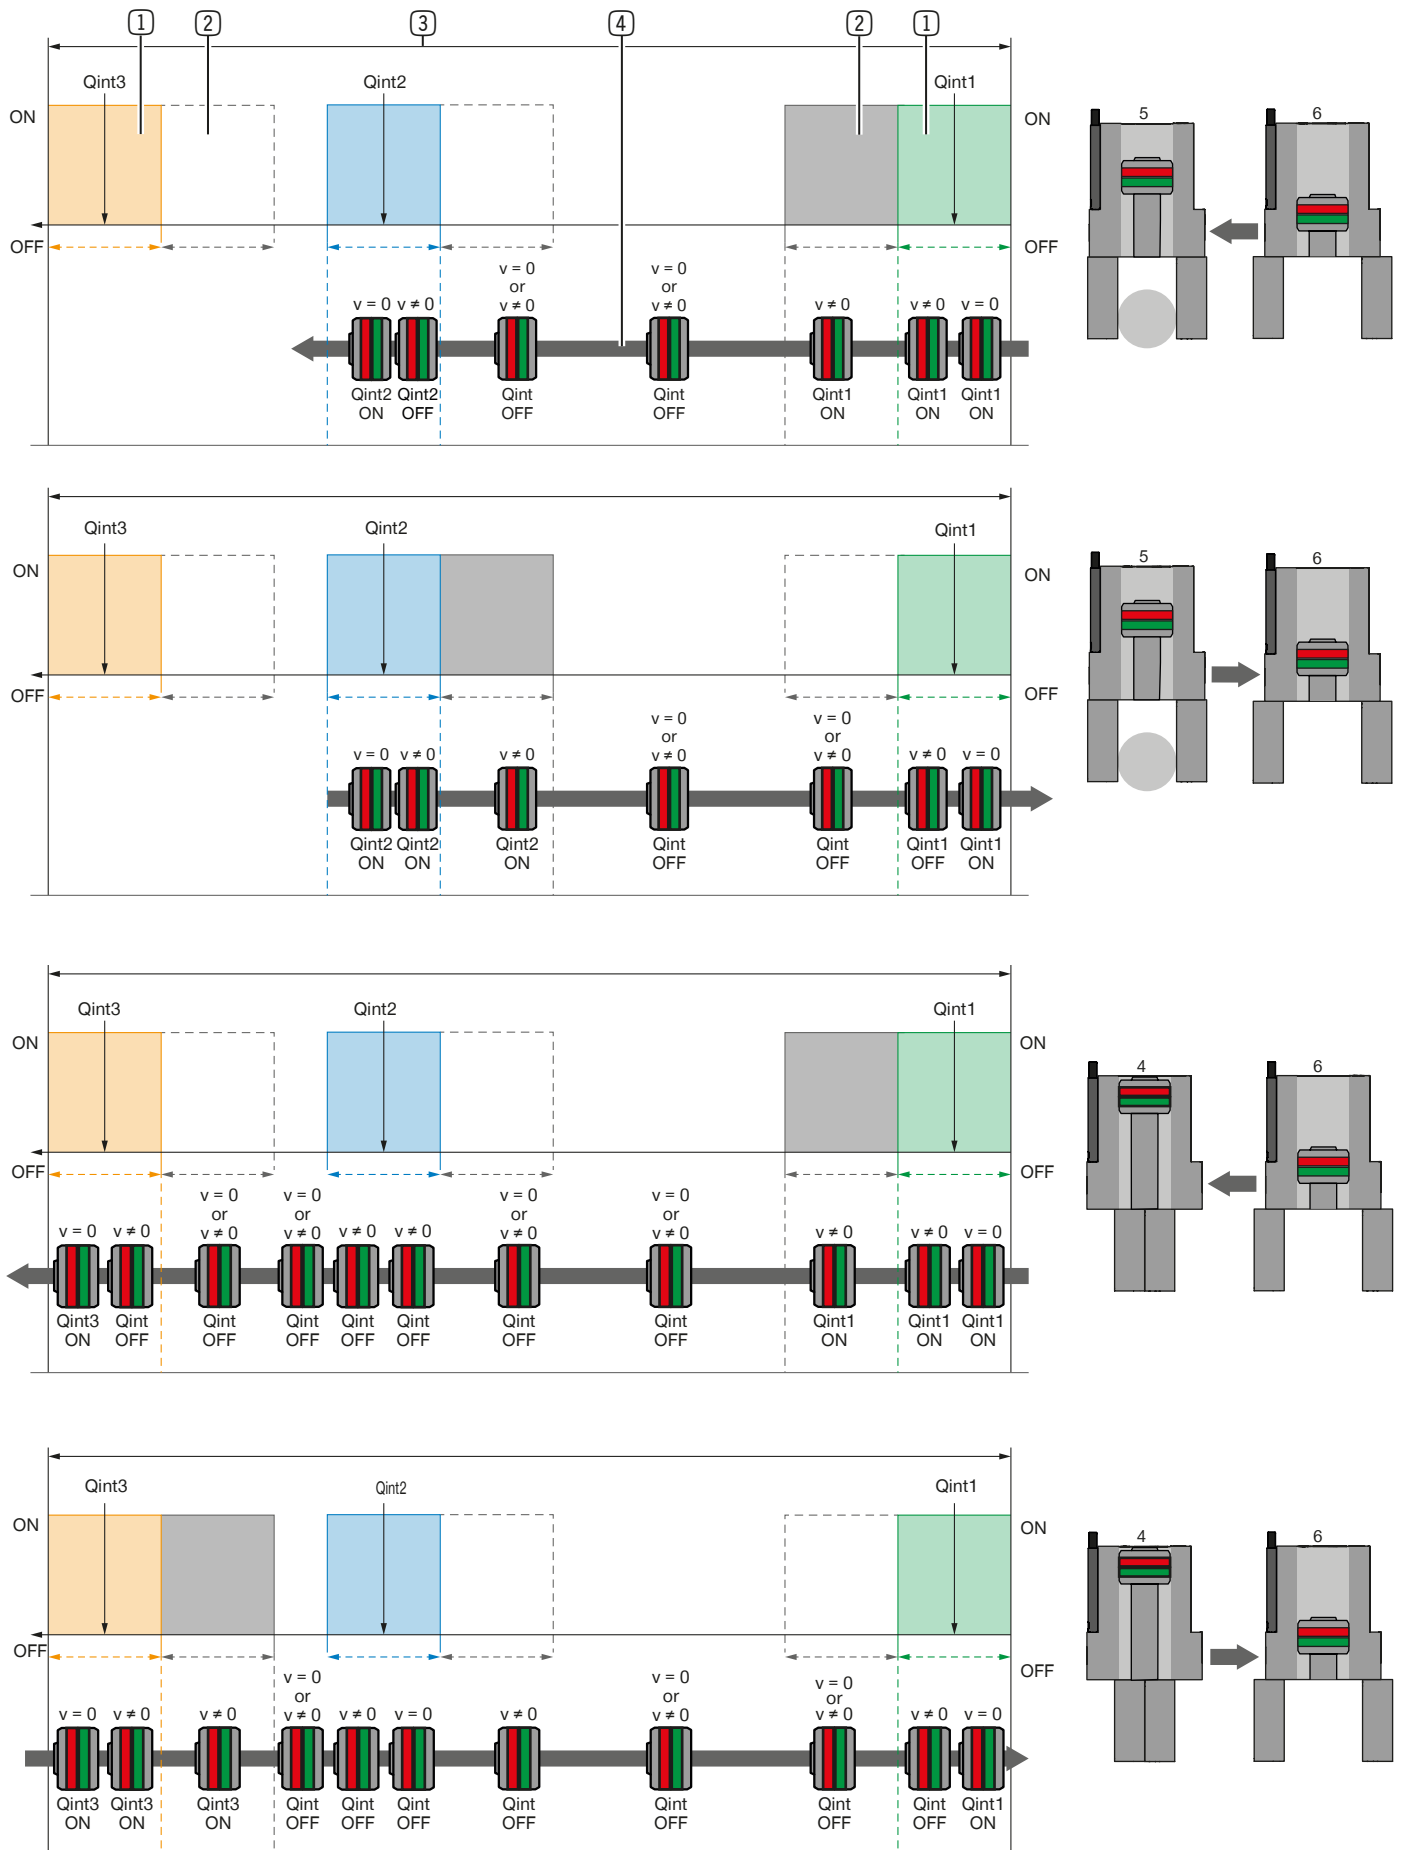 1 2 3 4 2 1
Qint3 Qint2 Qint1
ON ON
5 6
OFF OFF
v = 0 v = 0
or or
v = 0 v ≠ 0 v ≠ 0 v ≠ 0 v ≠ 0 v ≠ 0 v = 0
Qint2 Qint2 Qint Qint Qint1 Qint1 Qint1
ON OFF OFF OFF ON ON ON
Qint3 Qint2 Qint1
ON ON
5 6
OFF OFF
v = 0 v = 0
or or
v = 0 v ≠ 0 v ≠ 0 v ≠ 0 v ≠ 0 v ≠ 0 v = 0
Qint2 Qint2 Qint2 Qint Qint Qint1 Qint1
ON ON ON OFF OFF OFF ON
Qint3 Qint2 Qint1
ON ON
4 6
OFF OFF
v = 0 v = 0 v = 0 v = 0
or or or or
v = 0 v ≠ 0 v ≠ 0 v ≠ 0 v ≠ 0 v ≠ 0 v ≠ 0 v ≠ 0 v ≠ 0 v ≠ 0 v = 0
Qint3 Qint Qint Qint Qint Qint Qint Qint Qint1 Qint1 Qint1
ON OFF OFF OFF OFF OFF OFF OFF ON ON ON
Qint3 Qint2 Qint1
ON ON
4 6
OFF OFF
v = 0 v = 0 v = 0
or or or
v = 0 v ≠ 0 v ≠ 0 v ≠ 0 v ≠ 0 v = 0 v ≠ 0 v ≠ 0 v ≠ 0 v ≠ 0 v = 0
Qint3 Qint3 Qint3 Qint Qint Qint Qint Qint Qint Qint Qint1
ON ON ON OFF OFF OFF OFF OFF OFF OFF ON